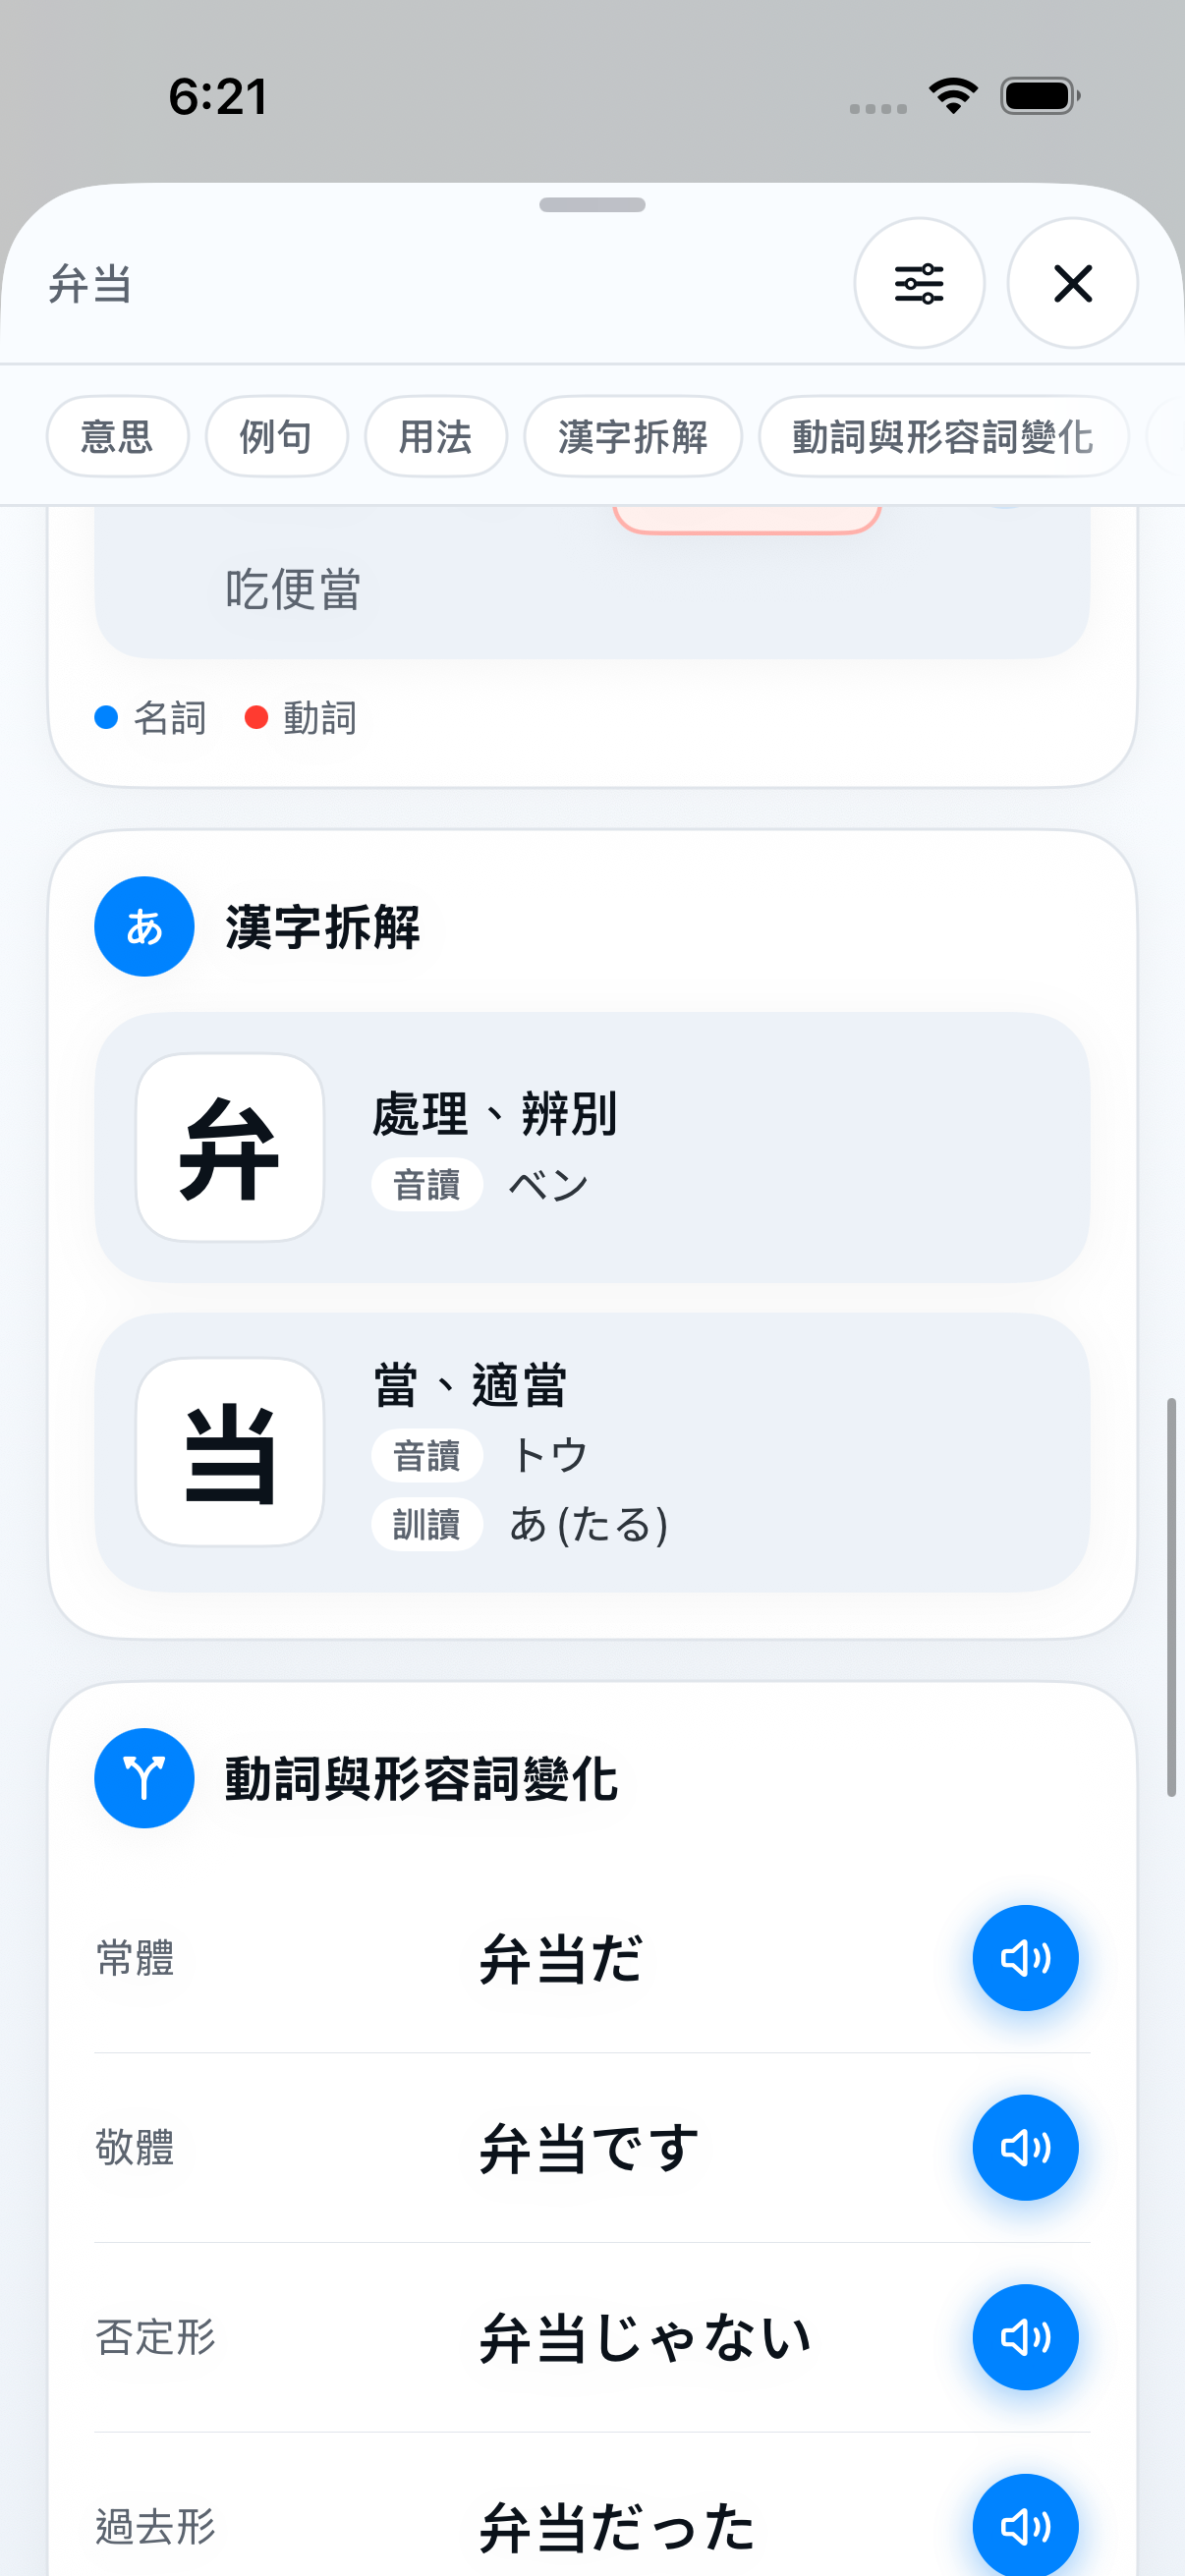 6:21
弁当
意思 例句 用法 漢字拆解 動詞與形容詞變化
吃便當
名詞 動詞
あ 漢字拆解
弁
處理、辨別
音讀 ベン
当
當、適當
音讀 トウ
訓讀 あ (たる)
動詞與形容詞變化
常體 弁当だ
敬體 弁当です
否定形 弁当じゃない
過去形 弁当だった